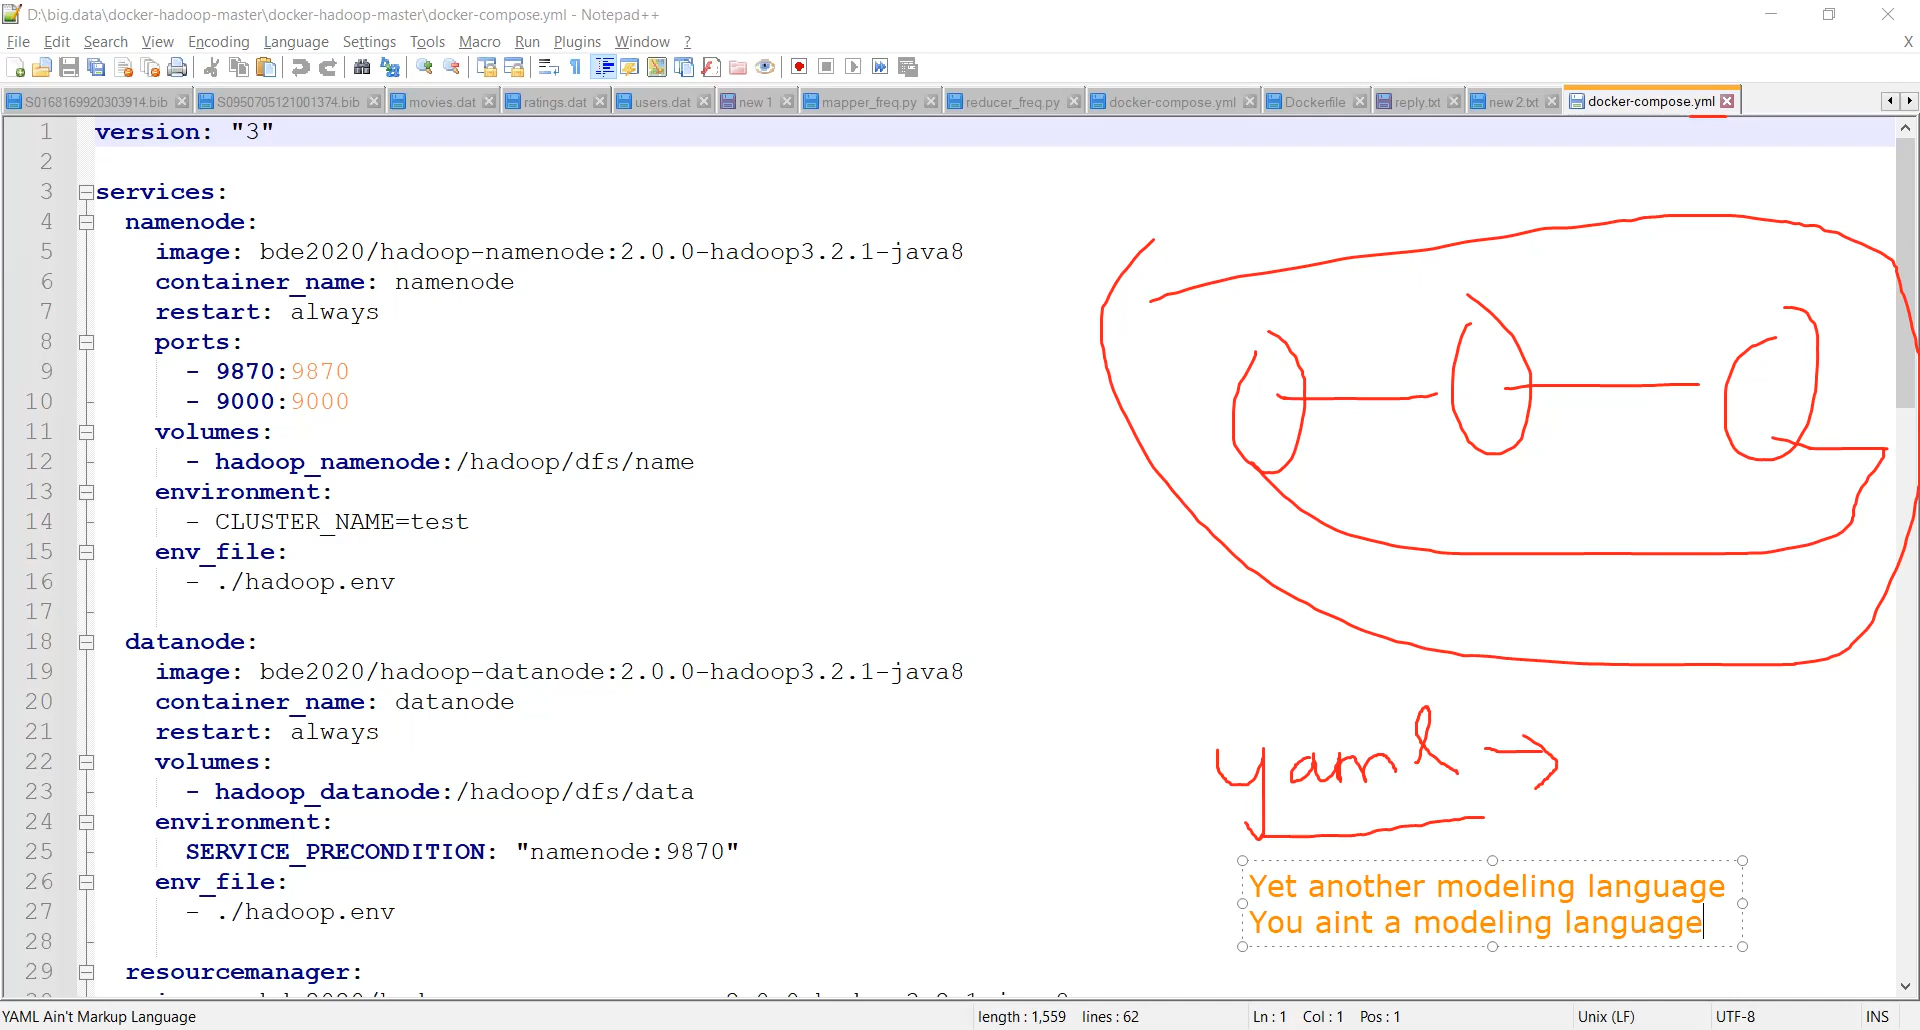 D:\big.data\docker-hadoop-master\docker-hadoop-master\docker-compose.yml - Notepad++
File Edit Search View Encoding Language Settings Tools Macro Run Plugins Window ? X
S0168169920303914.bib S0950705121001374.bib movies.dat ratings.dat users.dat new 1 mapper_freq.py reducer_freq.py docker-compose.yml Dockerfile reply.txt new 2.txt docker-compose.yml
1 version: "3"
2
3 services:
4 namenode:
5 image: bde2020/hadoop-namenode:2.0.0-hadoop3.2.1-java8
6 container_name: namenode
7 restart: always
8 ports:
9 - 9870:9870
10 - 9000:9000
11 volumes:
12 - hadoop_namenode:/hadoop/dfs/name
13 environment:
14 - CLUSTER_NAME=test
15 env_file:
16 - ./hadoop.env
17
18 datanode:
19 image: bde2020/hadoop-datanode:2.0.0-hadoop3.2.1-java8
20 container_name: datanode
21 restart: always
22 volumes:
23 - hadoop_datanode:/hadoop/dfs/data
24 environment:
25 SERVICE_PRECONDITION: "namenode:9870"
26 env_file:
27 - ./hadoop.env
28
29 resourcemanager:
yaml →
Yet another modeling language
You aint a modeling language
YAML Ain't Markup Language length : 1,559 lines : 62 Ln : 1 Col : 1 Pos : 1 Unix (LF) UTF-8 INS